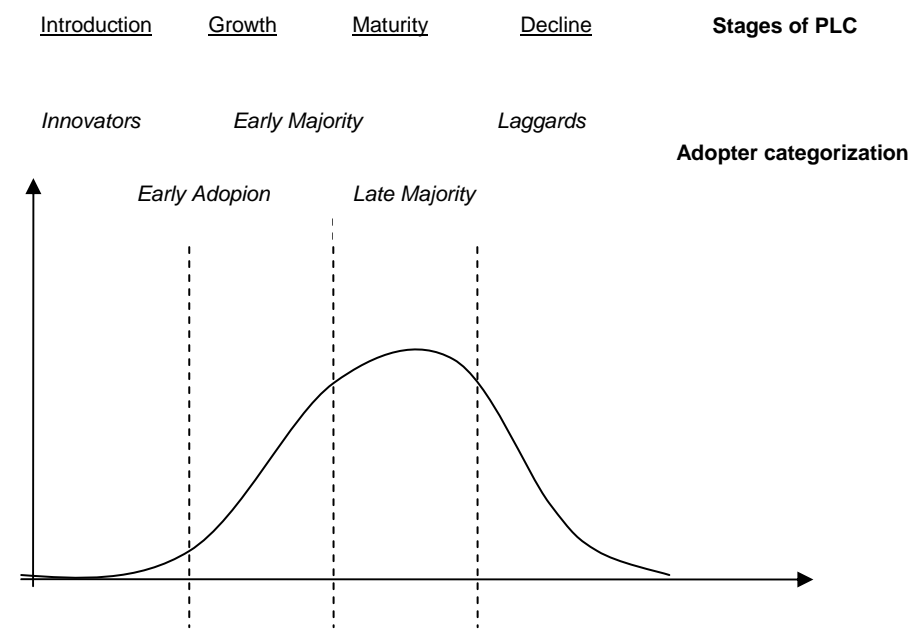 Introduction Growth Maturity Decline Stages of PLC
Innovators Early Majority Laggards
Adopter categorization
Early Adopion Late Majority